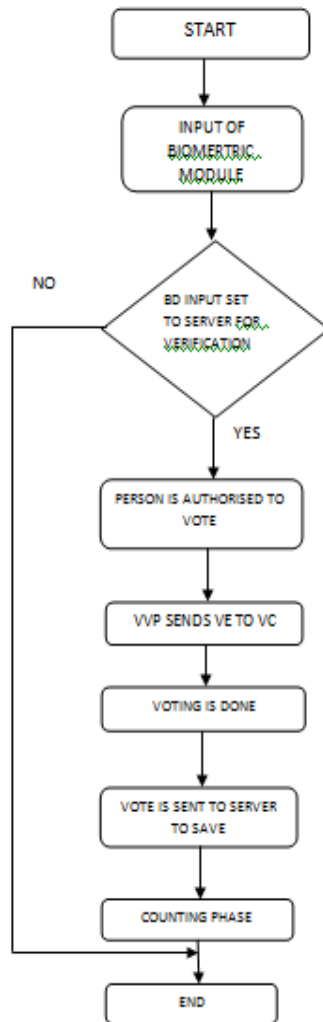 START
INPUT OF
BIOMERTRIC
MODULE
NO
BD INPUT SET
TO SERVER FOR
VERIFICATION
YES
PERSON IS AUTHORISED TO
VOTE
VVP SENDS VE TO VC
VOTING IS DONE
VOTE IS SENT TO SERVER
TO SAVE
COUNTING PHASE
END